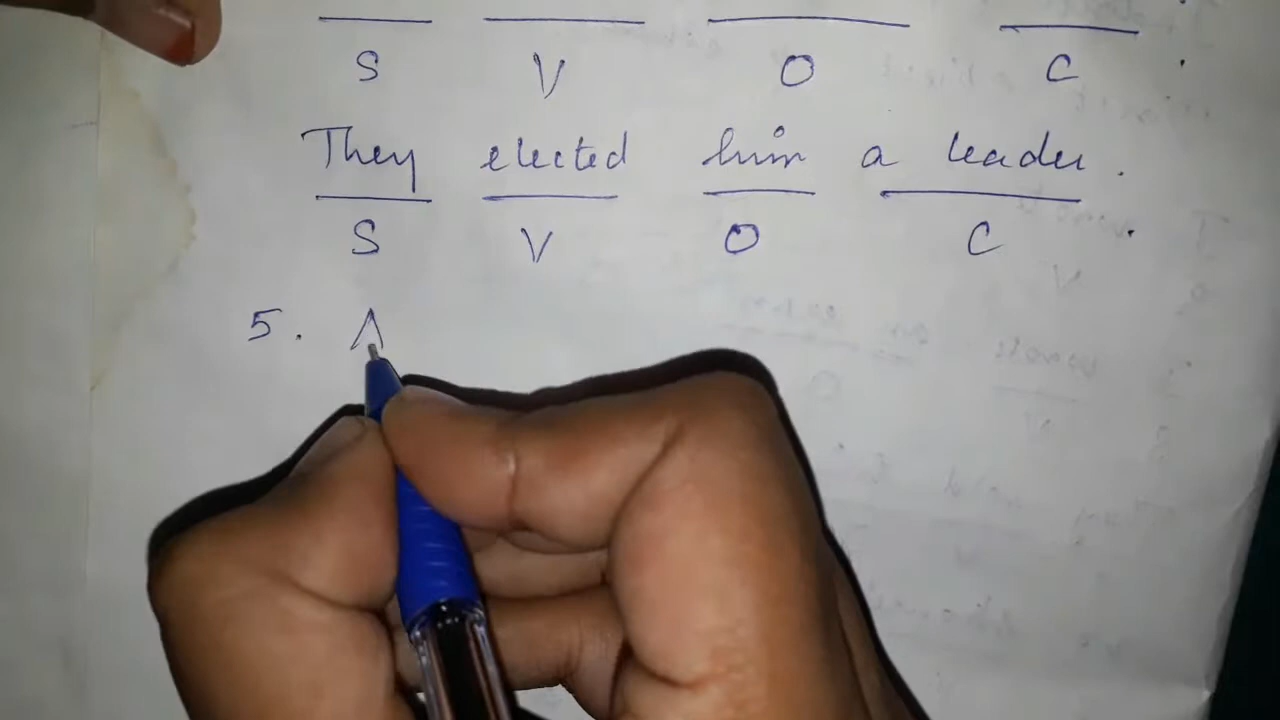 S V O C .
They elected him a leader .
S V O C .
5. A